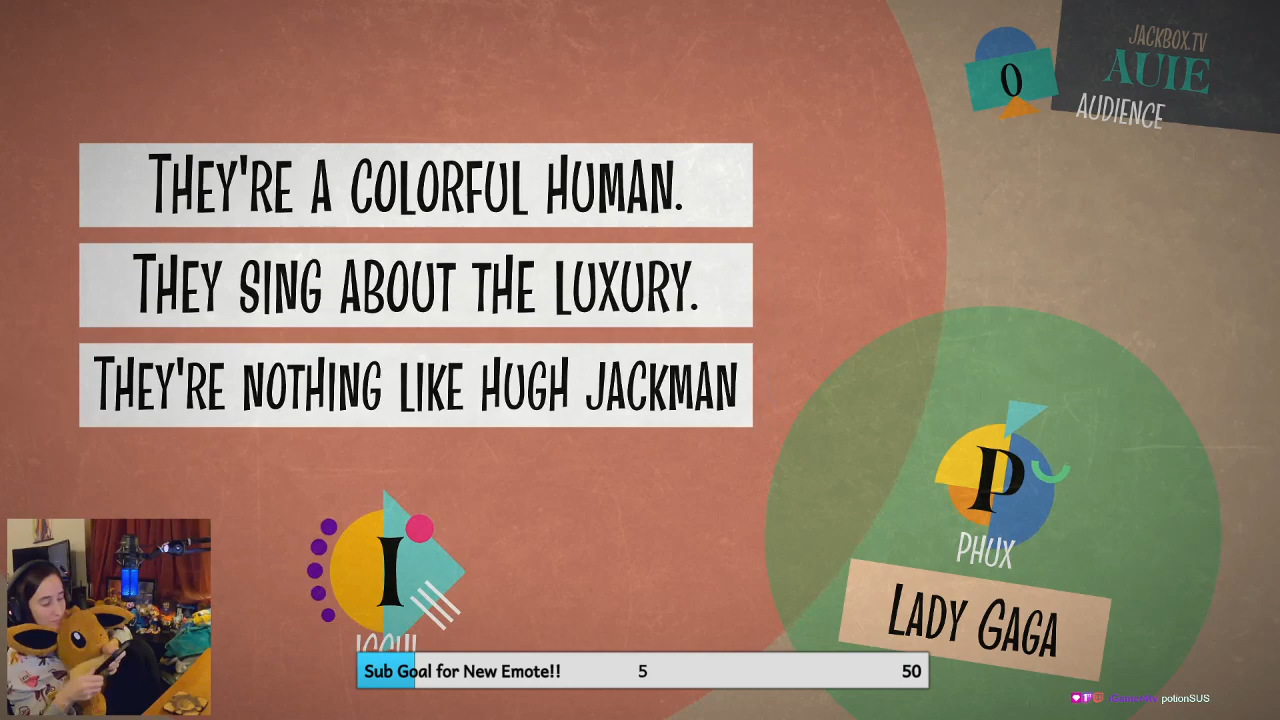 JACKBOX.TV
AUIE
0
AUDIENCE
THEY'RE A COLORFUL HUMAN.
THEY SING ABOUT THE LUXURY.
THEY'RE NOTHING LIKE HUGH JACKMAN
P
PHUX
I
LADY GAGA
Sub Goal for New Emote!! 5 50
potionSUS